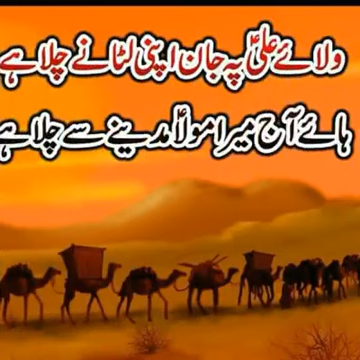 ولائے علیؑ پہ جان اپنی لٹانے چلا ہے
ہائے آج میرا مولاؑ مدینے سے چلا ہے